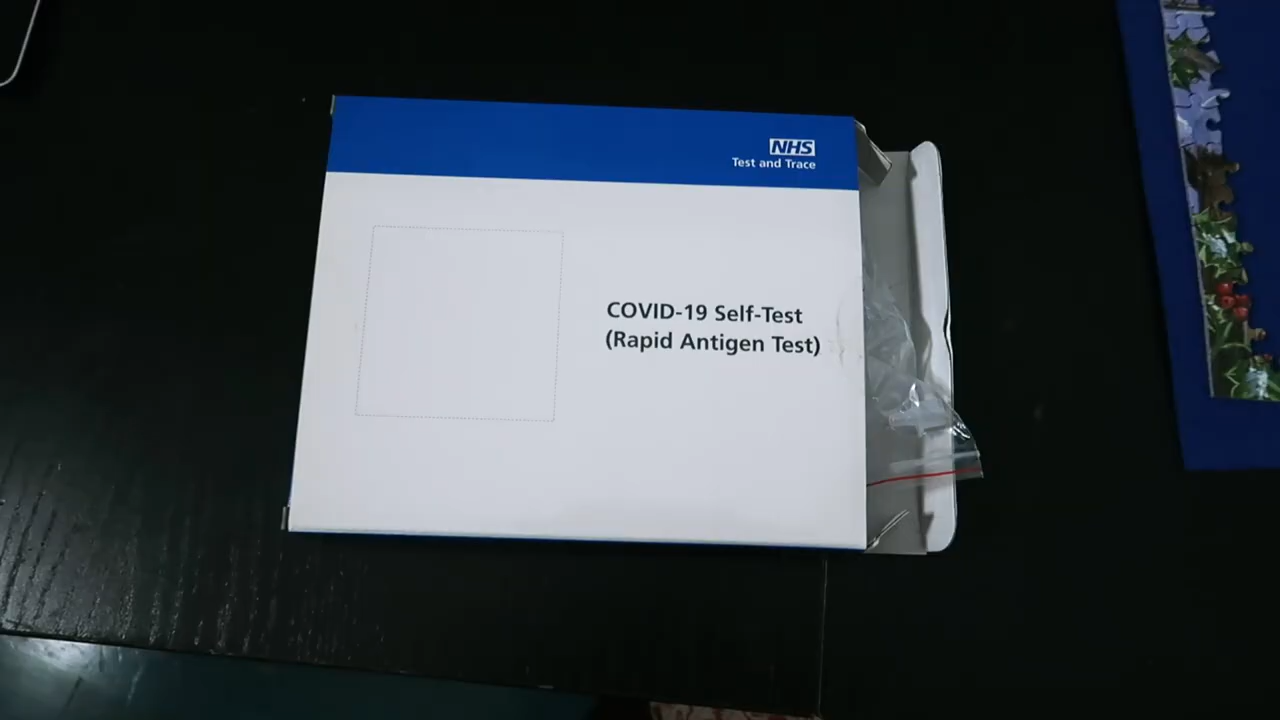 NHS
Test and Trace
COVID-19 Self-Test
(Rapid Antigen Test)